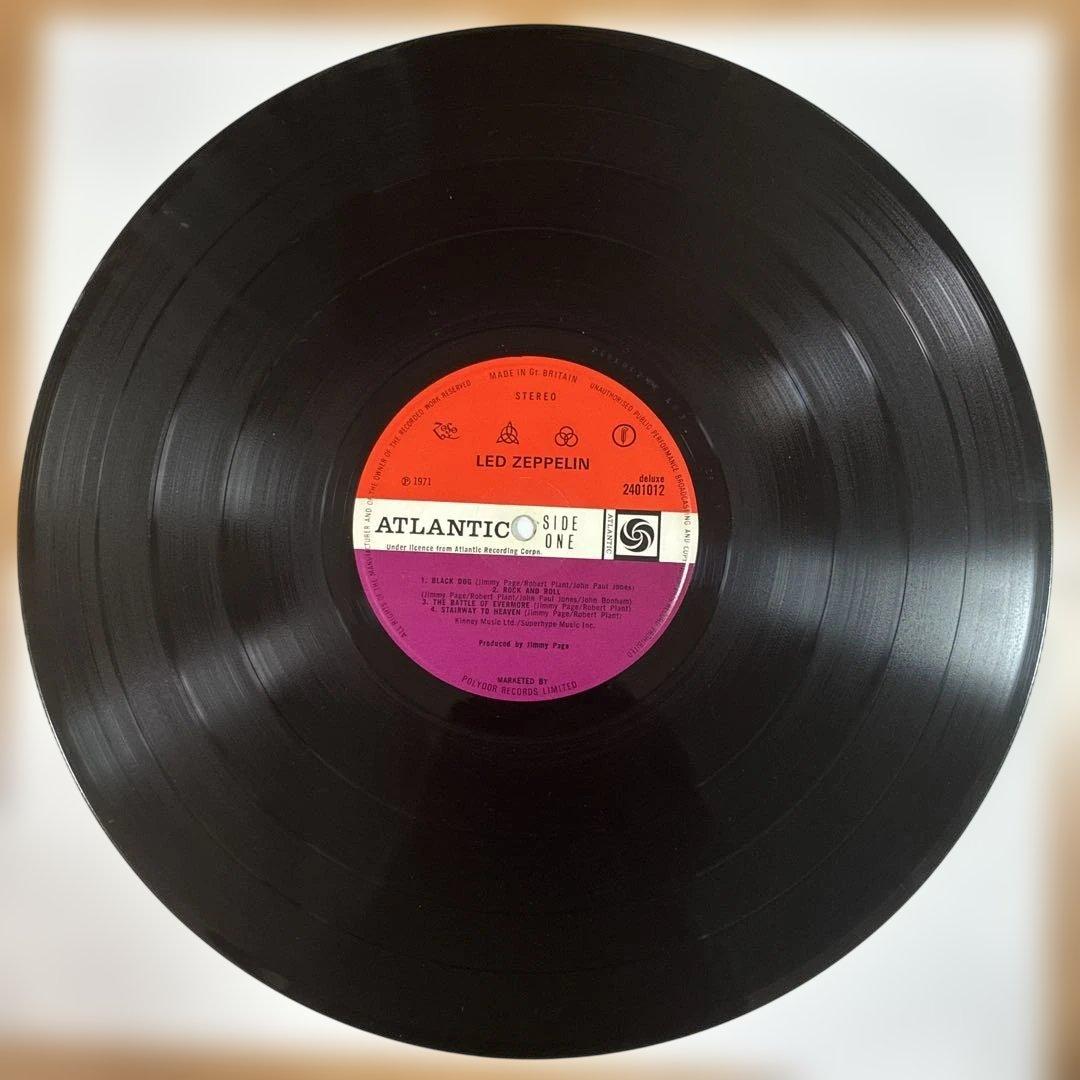 MADE IN Gt. BRITAIN
ALL RIGHTS OF THE MANUFACTURER AND OF THE OWNER OF THE RECORDED WORK RESERVED
UNAUTHORISED PUBLIC PERFORMANCE BROADCASTING AND COPYING
PROHIBITED
STEREO
LED ZEPPELIN
℗ 1971
deluxe
2401012
ATLANTIC
SIDE
ONE
ATLANTIC
Under licence from Atlantic Recording Corpn.
1. BLACK DOG (Jimmy Page/Robert Plant/John Paul Jones)
2. ROCK AND ROLL
(Jimmy Page/Robert Plant/John Paul Jones/John Bonham)
3. THE BATTLE OF EVERMORE (Jimmy Page/Robert Plant)
4. STAIRWAY TO HEAVEN (Jimmy Page/Robert Plant)
Kinney Music Ltd./Superhype Music Inc.
Produced by Jimmy Page
MARKETED BY
POLYDOR RECORDS LIMITED